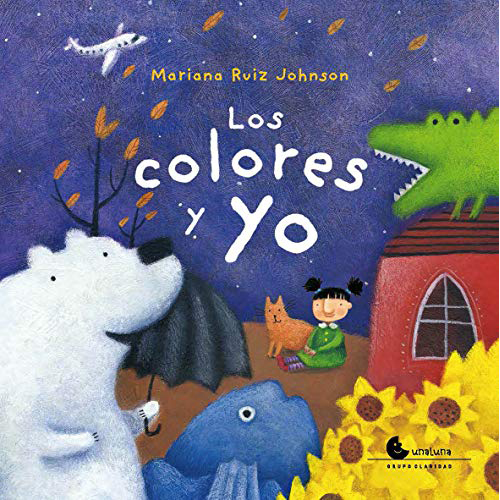 Mariana Ruiz Johnson
Los
colores
y yo
unaLuna
GRUPO CLARIDAD